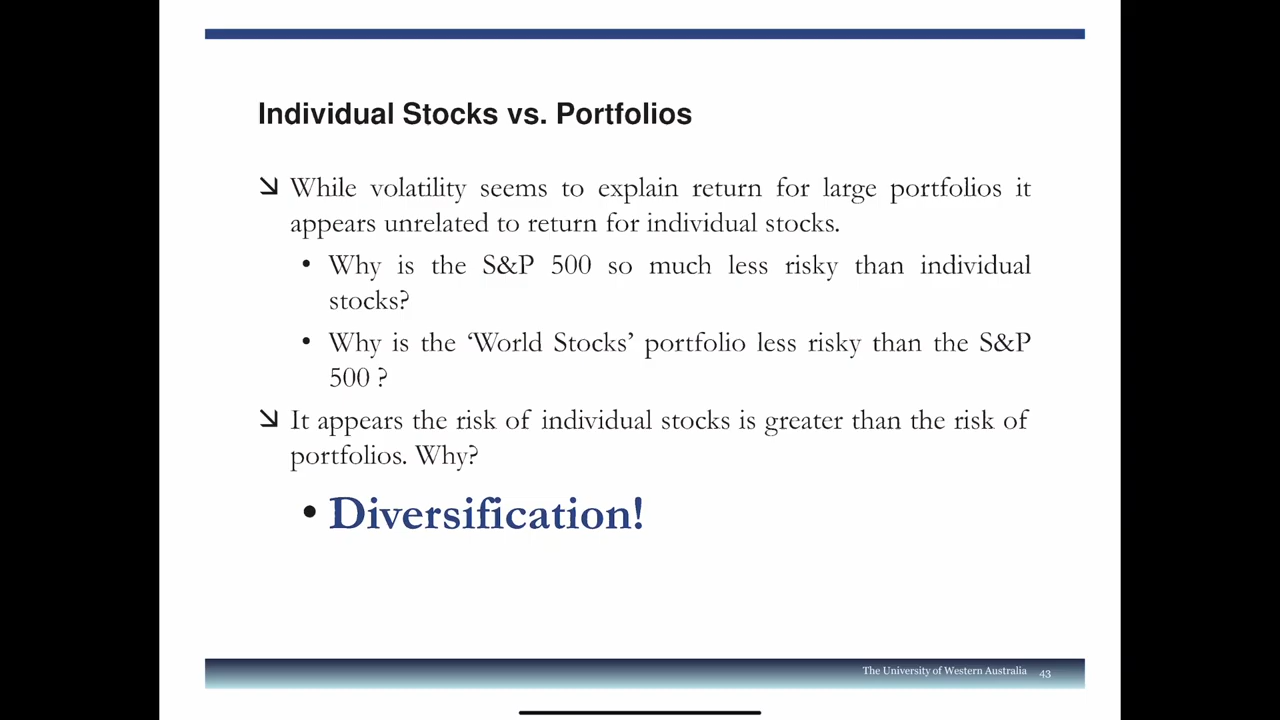 Individual Stocks vs. Portfolios
While volatility seems to explain return for large portfolios it
appears unrelated to return for individual stocks.
• Why is the S&P 500 so much less risky than individual
stocks?
• Why is the ‘World Stocks’ portfolio less risky than the S&P
500 ?
It appears the risk of individual stocks is greater than the risk of
portfolios. Why?
• Diversification!
The University of Western Australia 43